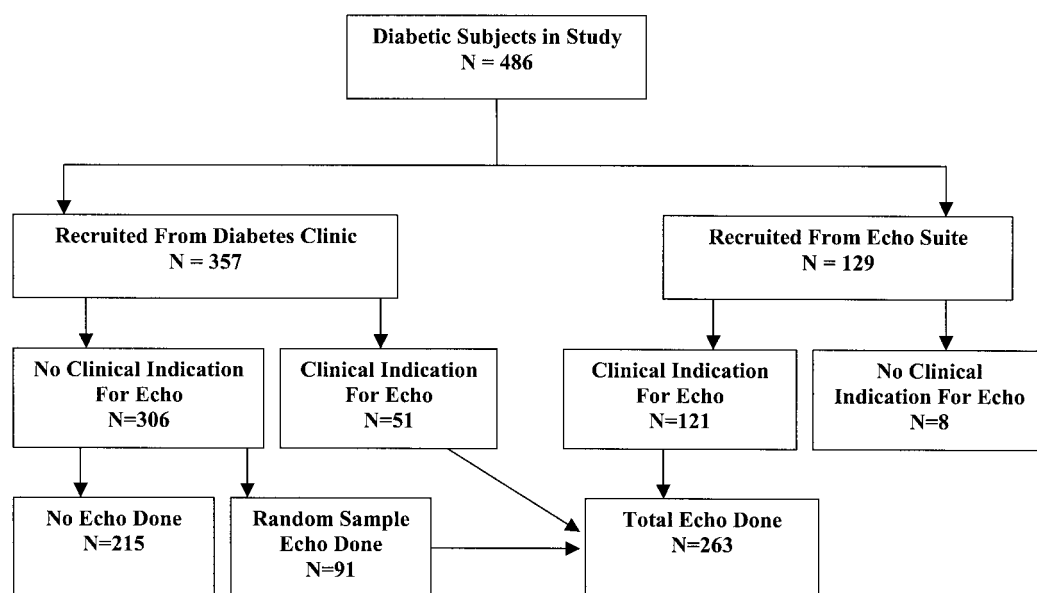 Diabetic Subjects in Study
N = 486
Recruited From Diabetes Clinic
N = 357
Recruited From Echo Suite
N = 129
No Clinical Indication
For Echo
N=306
Clinical Indication
For Echo
N=51
Clinical Indication
For Echo
N=121
No Clinical
Indication For Echo
N=8
No Echo Done
N=215
Random Sample
Echo Done
N=91
Total Echo Done
N=263